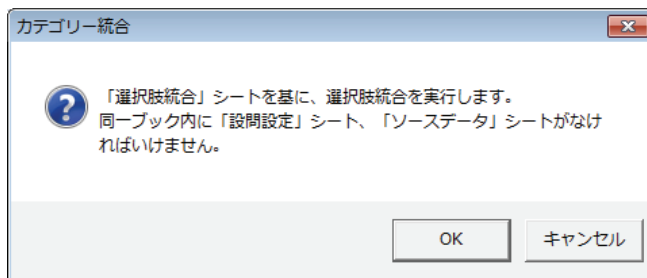 カテゴリー統合
「選択肢統合」シートを基に、選択肢統合を実行します。
同一ブック内に「設問設定」シート、「ソースデータ」シートがなけ
ればいけません。
OK
キャンセル